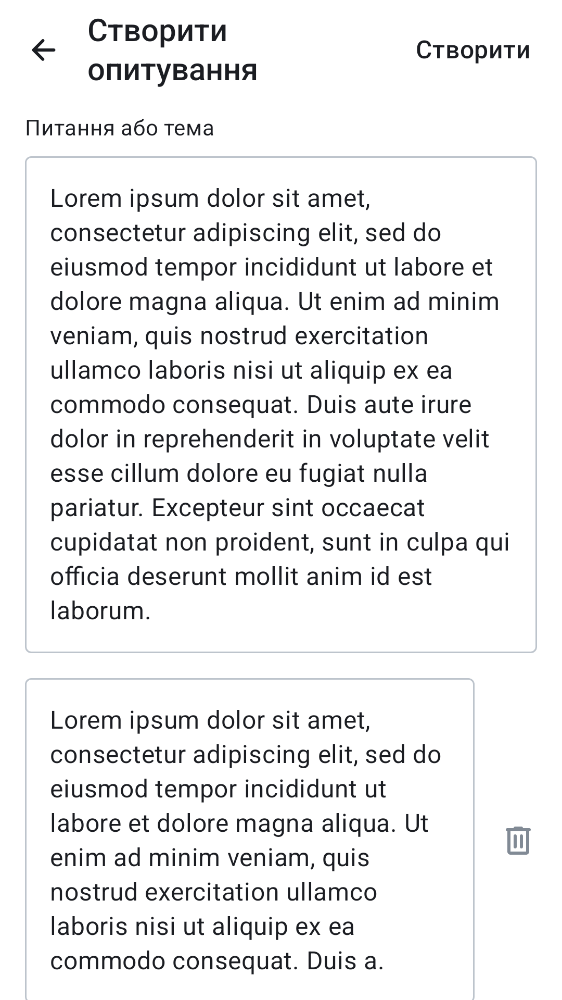 Створити
опитування
Створити
Питання або тема
Lorem ipsum dolor sit amet,
consectetur adipiscing elit, sed do
eiusmod tempor incididunt ut labore et
dolore magna aliqua. Ut enim ad minim
veniam, quis nostrud exercitation
ullamco laboris nisi ut aliquip ex ea
commodo consequat. Duis aute irure
dolor in reprehenderit in voluptate velit
esse cillum dolore eu fugiat nulla
pariatur. Excepteur sint occaecat
cupidatat non proident, sunt in culpa qui
officia deserunt mollit anim id est
laborum.
Lorem ipsum dolor sit amet,
consectetur adipiscing elit, sed do
eiusmod tempor incididunt ut
labore et dolore magna aliqua. Ut
enim ad minim veniam, quis
nostrud exercitation ullamco
laboris nisi ut aliquip ex ea
commodo consequat. Duis a.